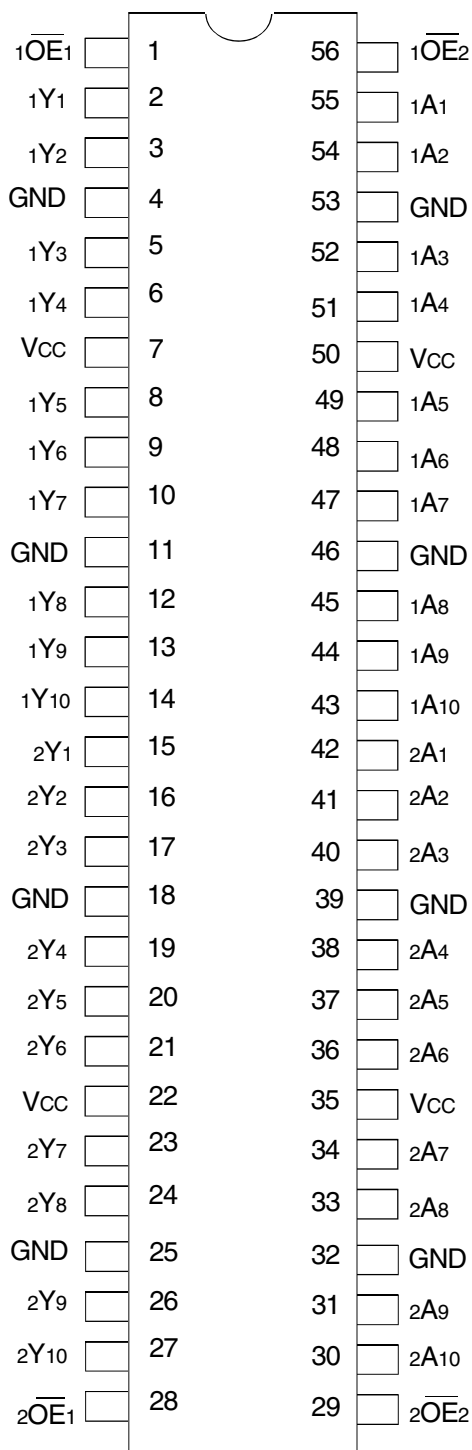 1OE1 1 56 1OE2
1Y1 2 55 1A1
1Y2 3 54 1A2
GND 4 53 GND
1Y3 5 52 1A3
1Y4 6 51 1A4
VCC 7 50 VCC
1Y5 8 49 1A5
1Y6 9 48 1A6
1Y7 10 47 1A7
GND 11 46 GND
1Y8 12 45 1A8
1Y9 13 44 1A9
1Y10 14 43 1A10
2Y1 15 42 2A1
2Y2 16 41 2A2
2Y3 17 40 2A3
GND 18 39 GND
2Y4 19 38 2A4
2Y5 20 37 2A5
2Y6 21 36 2A6
VCC 22 35 VCC
2Y7 23 34 2A7
2Y8 24 33 2A8
GND 25 32 GND
2Y9 26 31 2A9
2Y10 27 30 2A10
2OE1 28 29 2OE2